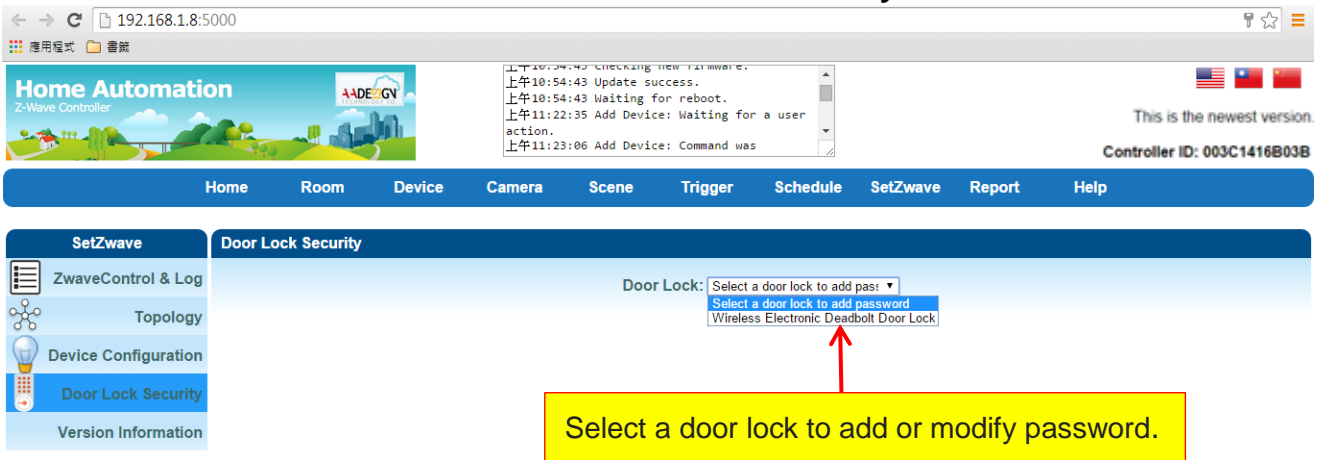 192.168.1.8:5000
應用程式 書籤
Home Automation
Z-Wave Controller
AADESIGN
TECHNOLOGY CO.
上午10:54:43 Checking new firmware.
上午10:54:43 Update success.
上午10:54:43 Waiting for reboot.
上午11:22:35 Add Device: Waiting for a user
action.
上午11:23:06 Add Device: Command was
This is the newest version.
Controller ID: 003C1416B03B
Home Room Device Camera Scene Trigger Schedule SetZwave Report Help
SetZwave
ZwaveControl & Log
Topology
Device Configuration
Door Lock Security
Version Information
Door Lock Security
Door Lock: Select a door lock to add pass
Select a door lock to add password
Wireless Electronic Deadbolt Door Lock
Select a door lock to add or modify password.